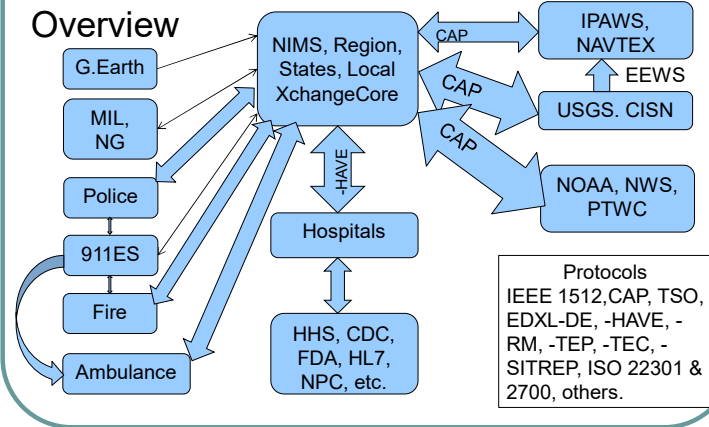 Overview
G.Earth
MIL,
NG
Police
911ES
Fire
Ambulance
NIMS, Region,
States, Local
XchangeCore
-HAVE
Hospitals
HHS, CDC,
FDA, HL7,
NPC, etc.
CAP
CAP
CAP
IPAWS,
NAVTEX
EEWS
USGS. CISN
NOAA, NWS,
PTWC
Protocols
IEEE 1512,CAP, TSO,
EDXL-DE, -HAVE, -
RM, -TEP, -TEC, -
SITREP, ISO 22301 &
2700, others.